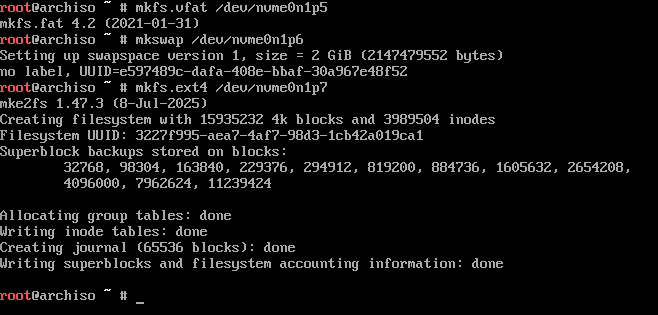 root@archiso ~ # mkfs.vfat /dev/nvme0n1p5
mkfs.fat 4.2 (2021-01-31)
root@archiso ~ # mkswap /dev/nvme0n1p6
Setting up swapspace version 1, size = 2 GiB (2147479552 bytes)
no label, UUID=e597489c-dafa-408e-bbaf-30a967e48f52
root@archiso ~ # mkfs.ext4 /dev/nvme0n1p7
mke2fs 1.47.3 (8-Jul-2025)
Creating filesystem with 15935232 4k blocks and 3989504 inodes
Filesystem UUID: 3227f995-aea7-4af7-98d3-1cb42a019ca1
Superblock backups stored on blocks:
32768, 98304, 163840, 229376, 294912, 819200, 884736, 1605632, 2654208,
4096000, 7962624, 11239424
Allocating group tables: done
Writing inode tables: done
Creating journal (65536 blocks): done
Writing superblocks and filesystem accounting information: done
root@archiso ~ # _